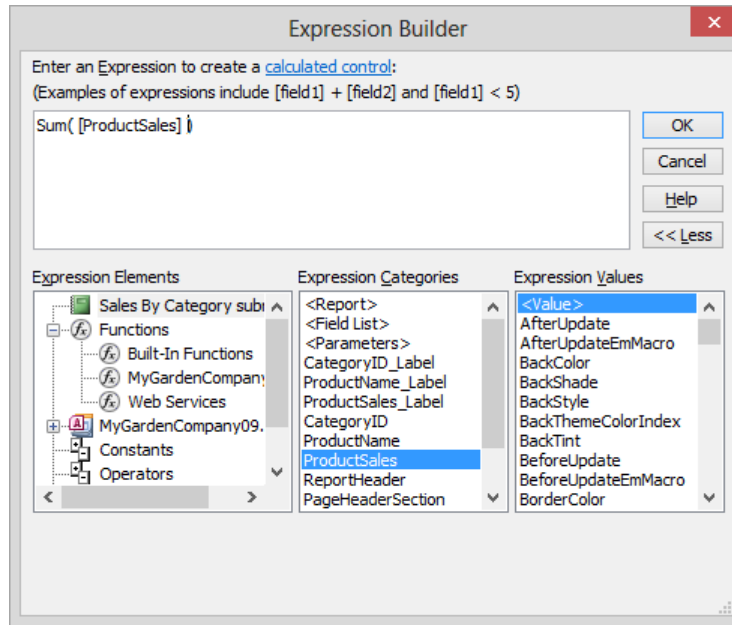 Expression Builder
Enter an Expression to create a calculated control:
(Examples of expressions include [field1] + [field2] and [field1] < 5)
Sum( [ProductSales] )
OK
Cancel
Help
<< Less
Expression Elements
Sales By Category subr
Functions
Built-In Functions
MyGardenCompany
Web Services
MyGardenCompany09.
Constants
Operators
Expression Categories
<Report>
<Field List>
<Parameters>
CategoryID_Label
ProductName_Label
ProductSales_Label
CategoryID
ProductName
ProductSales
ReportHeader
PageHeaderSection
Expression Values
<Value>
AfterUpdate
AfterUpdateEmMacro
BackColor
BackShade
BackStyle
BackThemeColorIndex
BackTint
BeforeUpdate
BeforeUpdateEmMacro
BorderColor